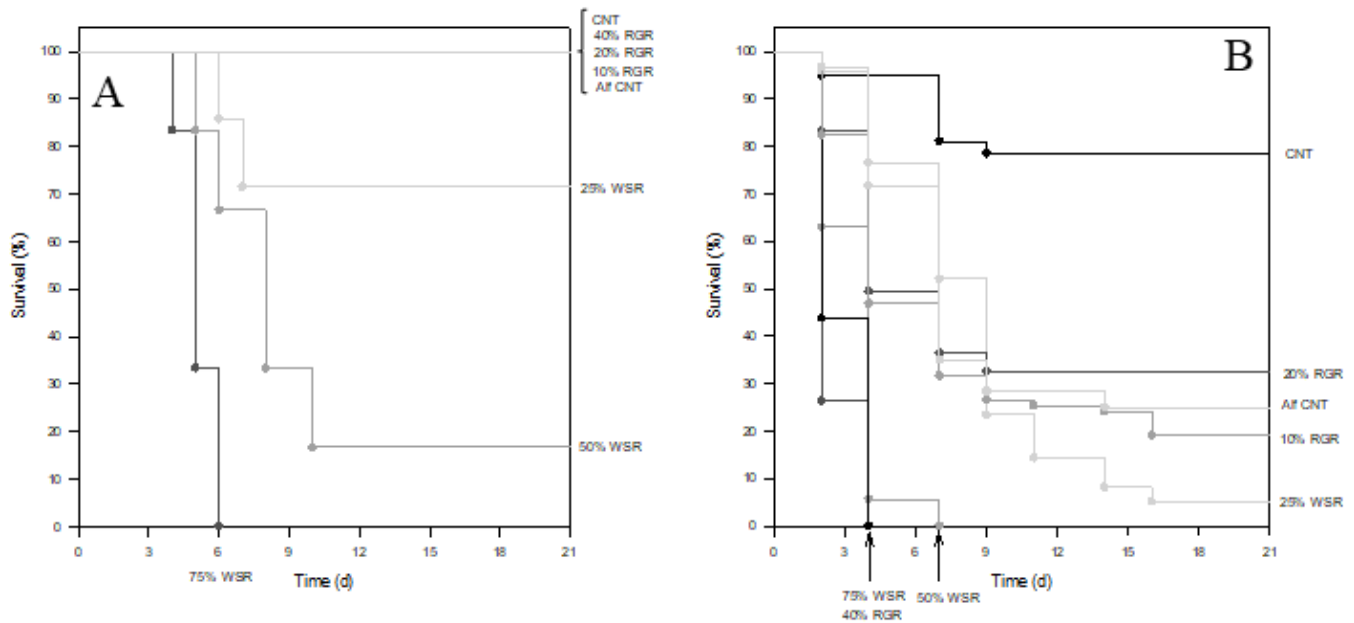 A
Survival (%)
100
90
80
70
60
50
40
30
20
10
0
0 3 6 9 12 15 18 21
Time (d)
75% WSR
CNT
40% RGR
20% RGR
10% RGR
Alf CNT
25% WSR
50% WSR
B
Survival (%)
100
90
80
70
60
50
40
30
20
10
0
0 3 6 9 12 15 18 21
Time (d)
75% WSR
40% RGR
50% WSR
CNT
20% RGR
Alf CNT
10% RGR
25% WSR